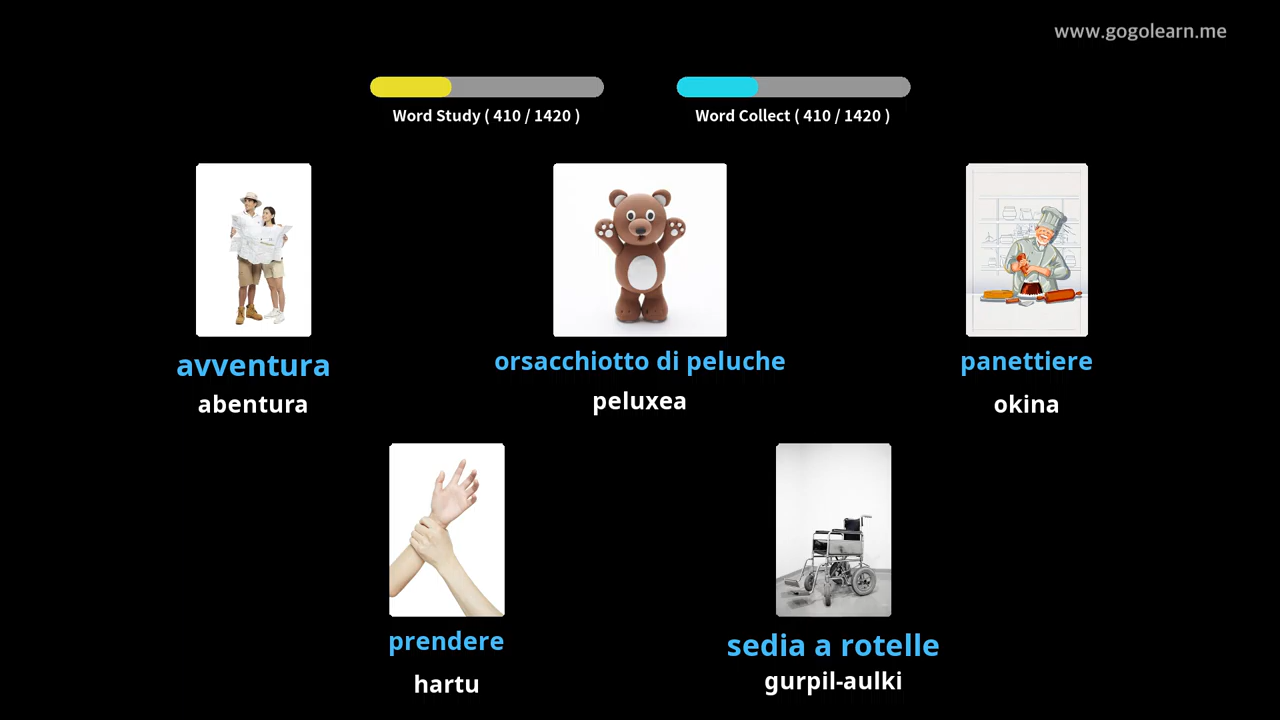 www.gogolearn.me
Word Study ( 410 / 1420 )
Word Collect ( 410 / 1420 )
avventura
abentura
orsacchiotto di peluche
peluxea
panettiere
okina
prendere
hartu
sedia a rotelle
gurpil-aulki